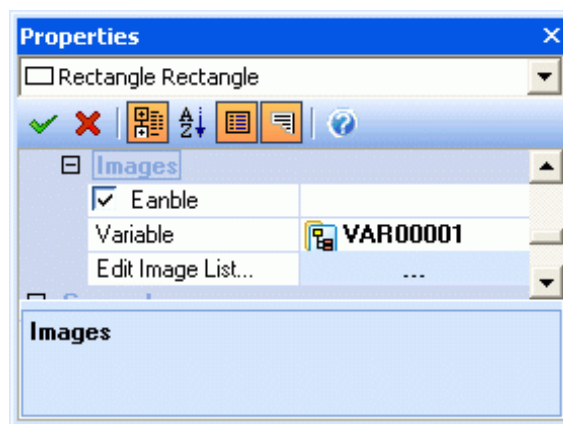 Properties
Rectangle Rectangle
Images
Eanble
Variable VAR00001
Edit Image List... ...
Images